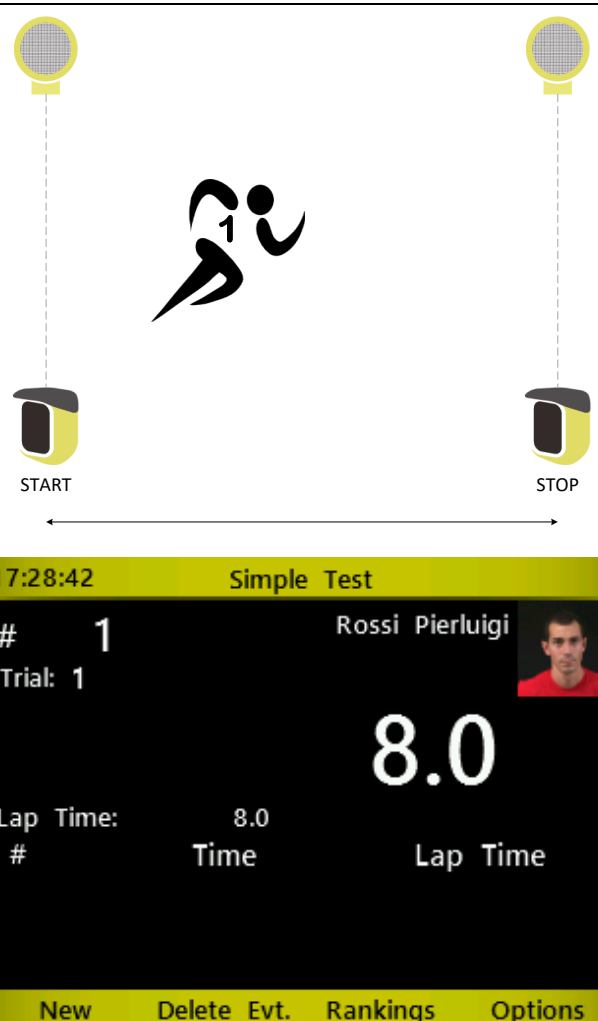 1
START STOP
7:28:42 Simple Test
# 1 Rossi Pierluigi
Trial: 1
8.0
Lap Time: 8.0
# Time Lap Time
New Delete Evt. Rankings Options